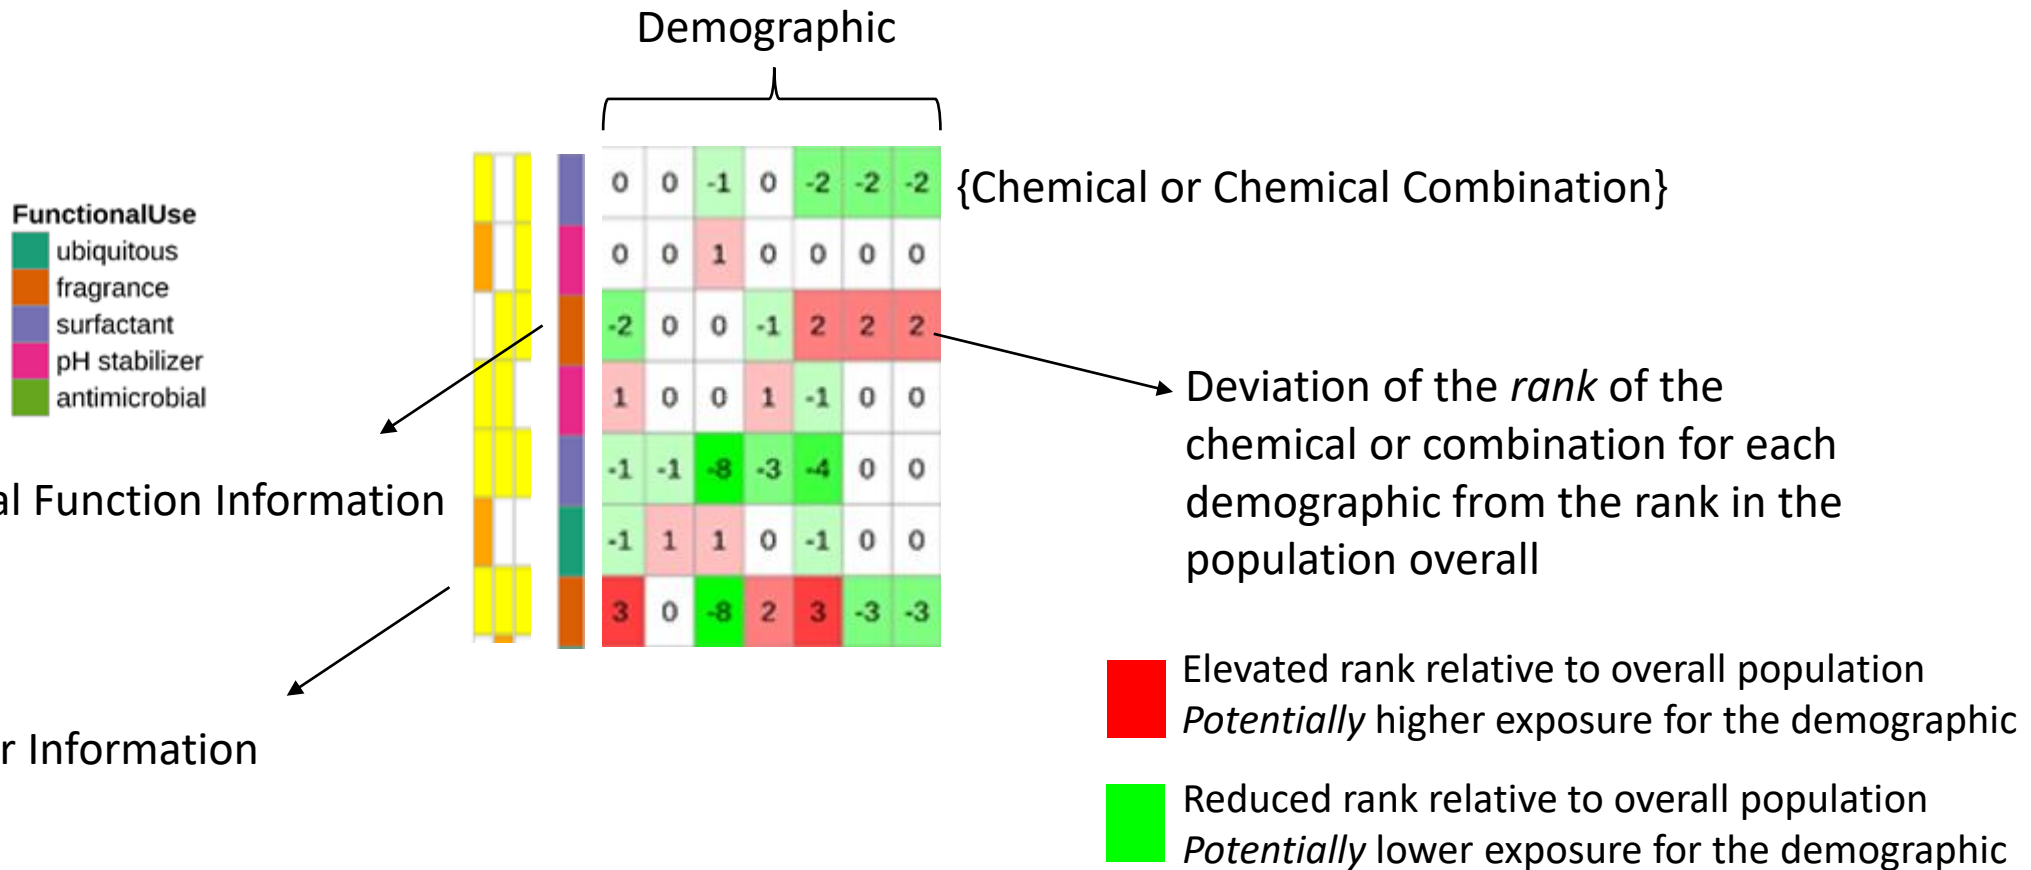 Demographic
0 0 -1 0 -2 -2 -2
{Chemical or Chemical Combination}
FunctionalUse
ubiquitous
fragrance
surfactant
pH stabilizer
antimicrobial
0 0 1 0 0 0 0
-2 0 0 -1 2 2 2
1 0 0 1 -1 0 0
-1 -1 -8 -3 -4 0 0
-1 1 1 0 -1 0 0
3 0 -8 2 3 -3 -3
Deviation of the rank of the
chemical or combination for each
demographic from the rank in the
population overall
Function Information
Information
Elevated rank relative to overall population
Potentially higher exposure for the demographic
Reduced rank relative to overall population
Potentially lower exposure for the demographic